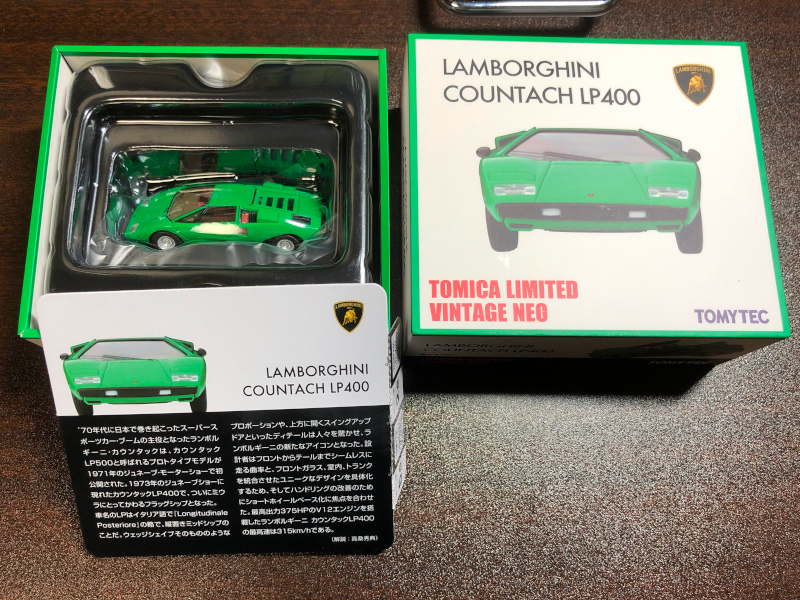 LAMBORGHINI
COUNTACH LP400
LAMBORGHINI
TOMICA LIMITED
VINTAGE NEO
TOMYTEC
LAMBORGHINI
COUNTACH LP400
TOMYTEC
LAMBORGHINI
LAMBORGHINI
COUNTACH LP400
'70年代に日本で巻き起こったスーパース
ポーツカー・ブームの主役となったランボル
ギーニ・カウンタックは、カウンタック
LP500と呼ばれるプロトタイプモデルが
1971年のジュネーブ・モーターショーで初
公開された。1973年のジュネーブショーに
現れたカウンタックLP400で、ついにミウ
ラにとってかわるフラッグシップとなった。
車名のLPはイタリア語で「Longitudinale
Posteriore」の略で、縦置きミッドシップの
ことだ。ウェッジシェイプそのもののような
プロポーションや、上方に開くスイングアップ
ドアといったディテールは人々を驚かせ、ラ
ンボルギーニの新たなアイコンとなった。設
計者はフロントからテールまでシームレスに
走る曲率と、フロントガラス、室内、トランク
を統合させたユニークなデザインを具体化
するため、そしてハンドリングの改善のため
にショートホイールベース化に焦点を合わせ
た。最高出力375HPのV12エンジンを搭
載したランボルギーニ カウンタックLP400
の最高速は315km/hである。
(解説：高桑秀典)